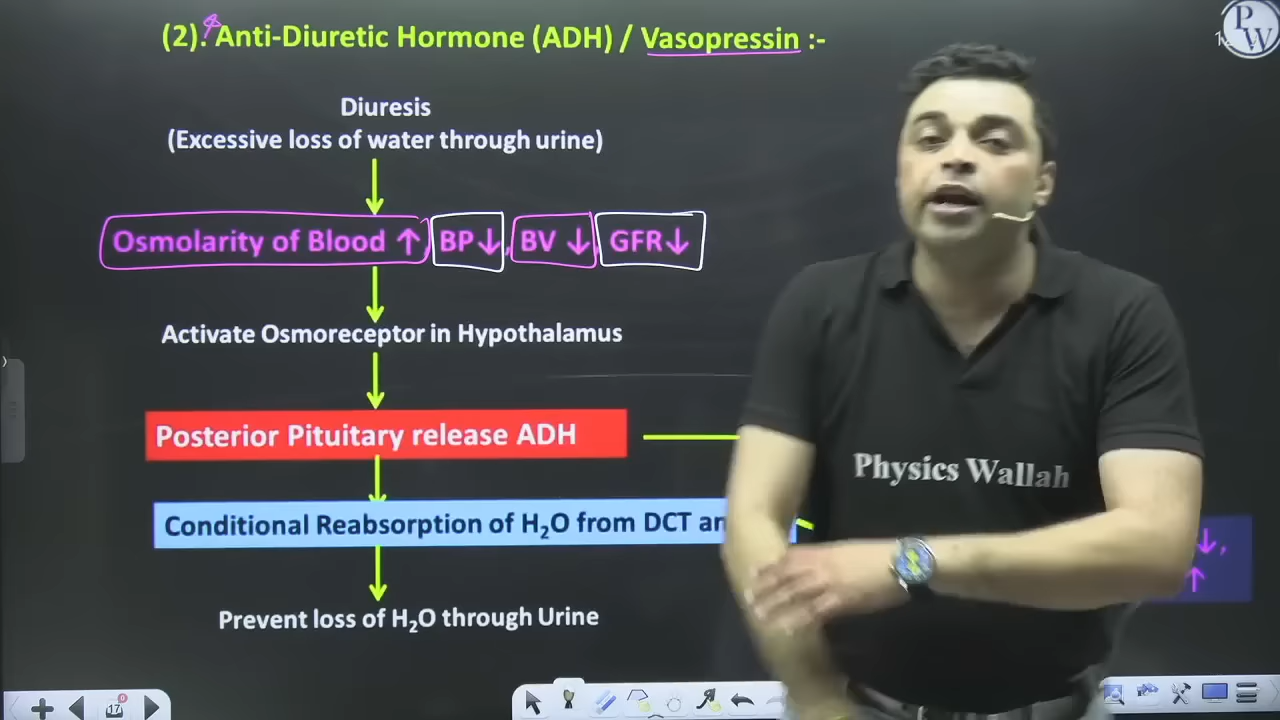 (2). Anti-Diuretic Hormone (ADH) / Vasopressin :-
PW
Diuresis
(Excessive loss of water through urine)
Osmolarity of Blood ↑, BP↓, BV ↓, GFR↓
Activate Osmoreceptor in Hypothalamus
Posterior Pituitary release ADH
Physics Wallah
Conditional Reabsorption of H₂O from DCT an
↓,
↑
Prevent loss of H₂O through Urine
17